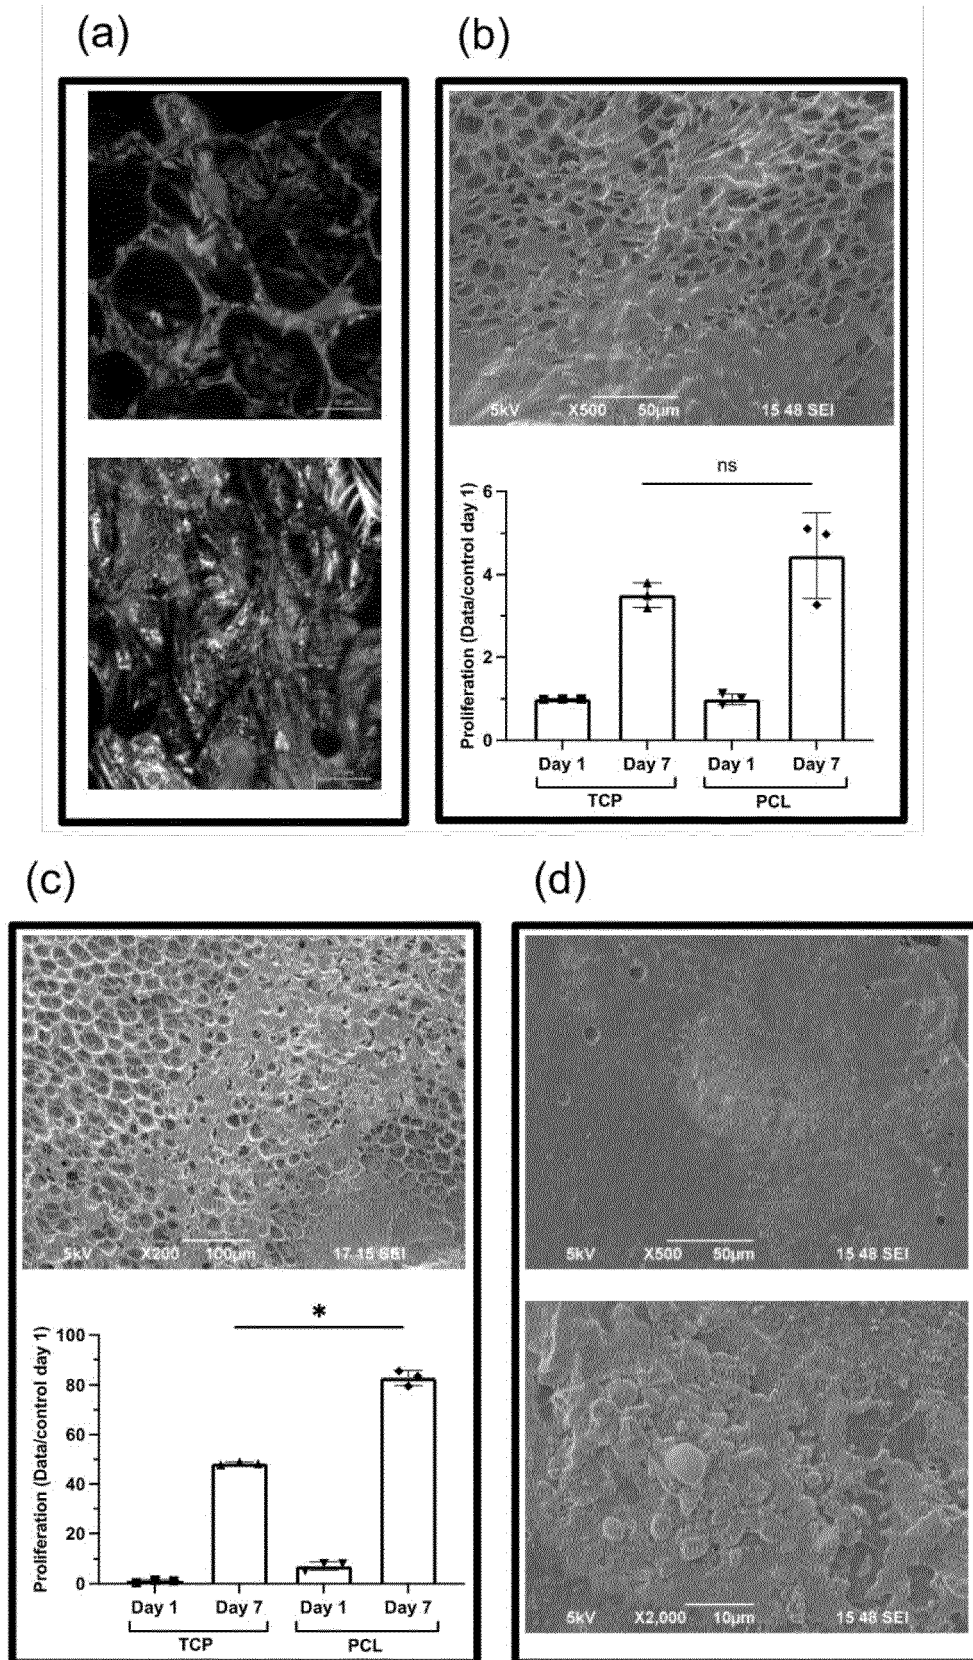 (a)
(b)
5kV X500 50µm 15 48 SEI
ns
Proliferation (Data/control day 1)
6
4
2
0
Day 1 Day 7 Day 1 Day 7
TCP PCL
(c)
(d)
5kV X200 100µm 17 15 SEI
5kV X500 50µm 15 48 SEI
*
Proliferation (Data/control day 1)
100
80
60
40
20
0
Day 1 Day 7 Day 1 Day 7
TCP PCL
5kV X2,000 10µm 15 48 SEI